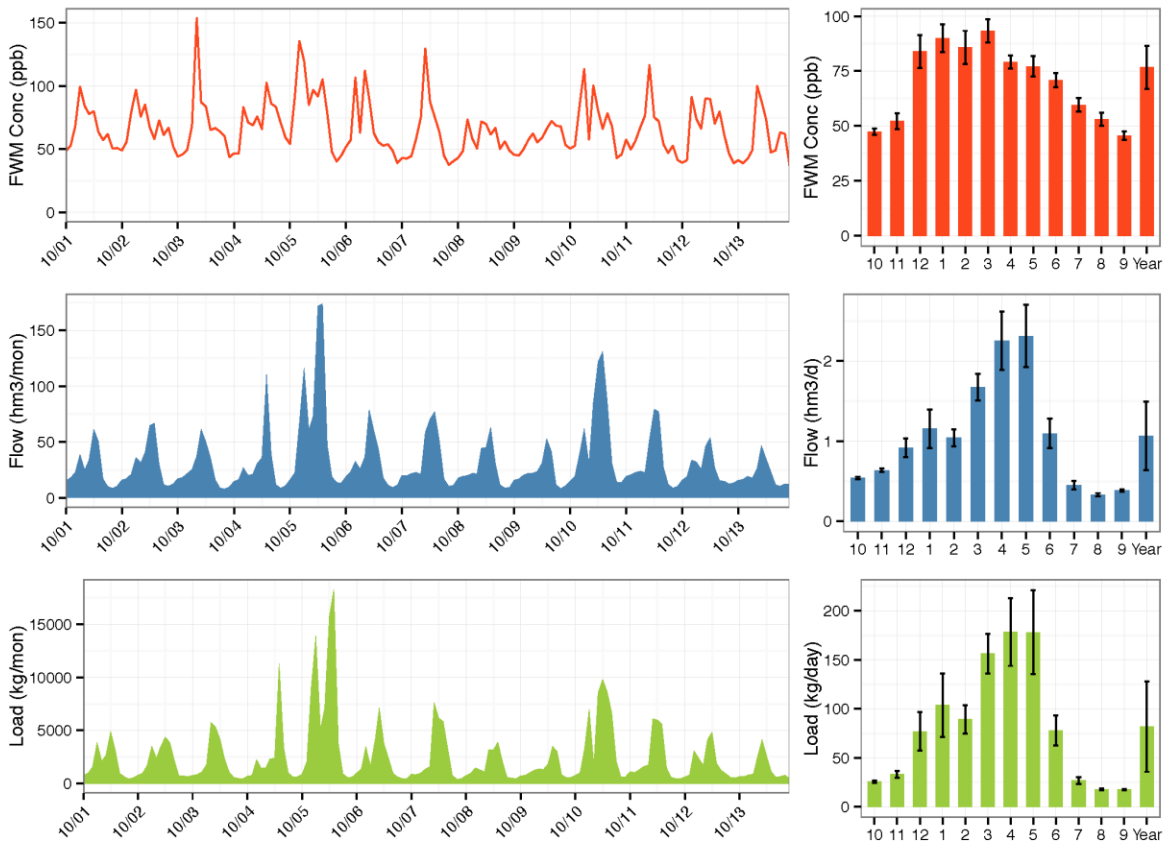 FWM Conc (ppb)
150
100
50
0
10/01 10/02 10/03 10/04 10/05 10/06 10/07 10/08 10/09 10/10 10/11 10/12 10/13
FWM Conc (ppb)
100
75
50
25
0
10 11 12 1 2 3 4 5 6 7 8 9 Year
Flow (hm3/mon)
150
100
50
0
10/01 10/02 10/03 10/04 10/05 10/06 10/07 10/08 10/09 10/10 10/11 10/12 10/13
Flow (hm3/d)
2
1
0
10 11 12 1 2 3 4 5 6 7 8 9 Year
Load (kg/mon)
15000
10000
5000
0
10/01 10/02 10/03 10/04 10/05 10/06 10/07 10/08 10/09 10/10 10/11 10/12 10/13
Load (kg/day)
200
150
100
50
0
10 11 12 1 2 3 4 5 6 7 8 9 Year